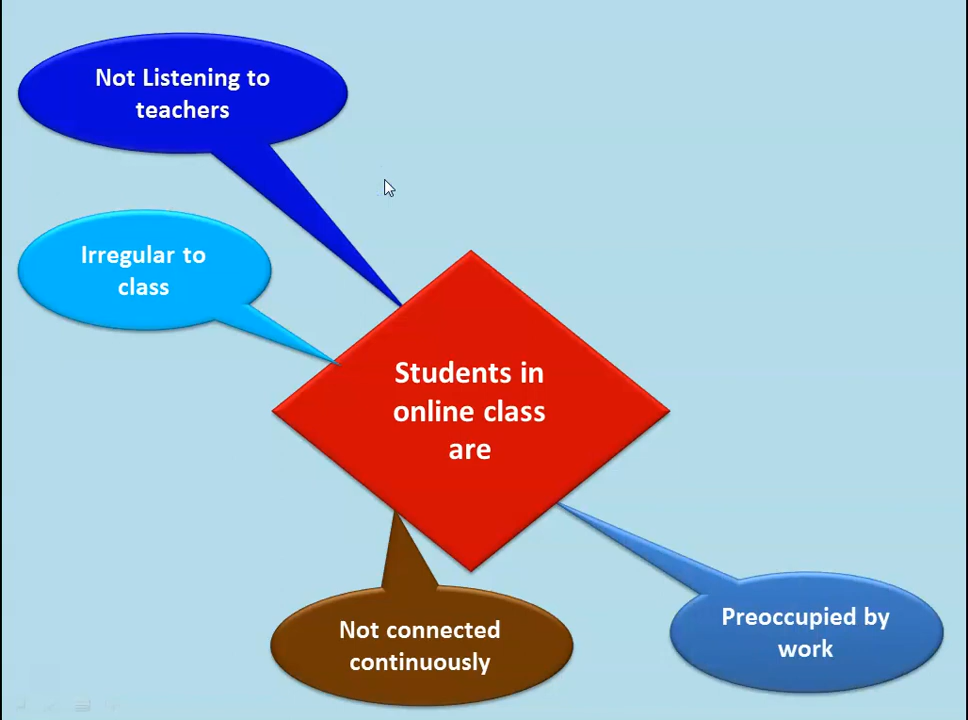 Not Listening to
teachers
Irregular to
class
Students in
online class
are
Not connected
continuously
Preoccupied by
work